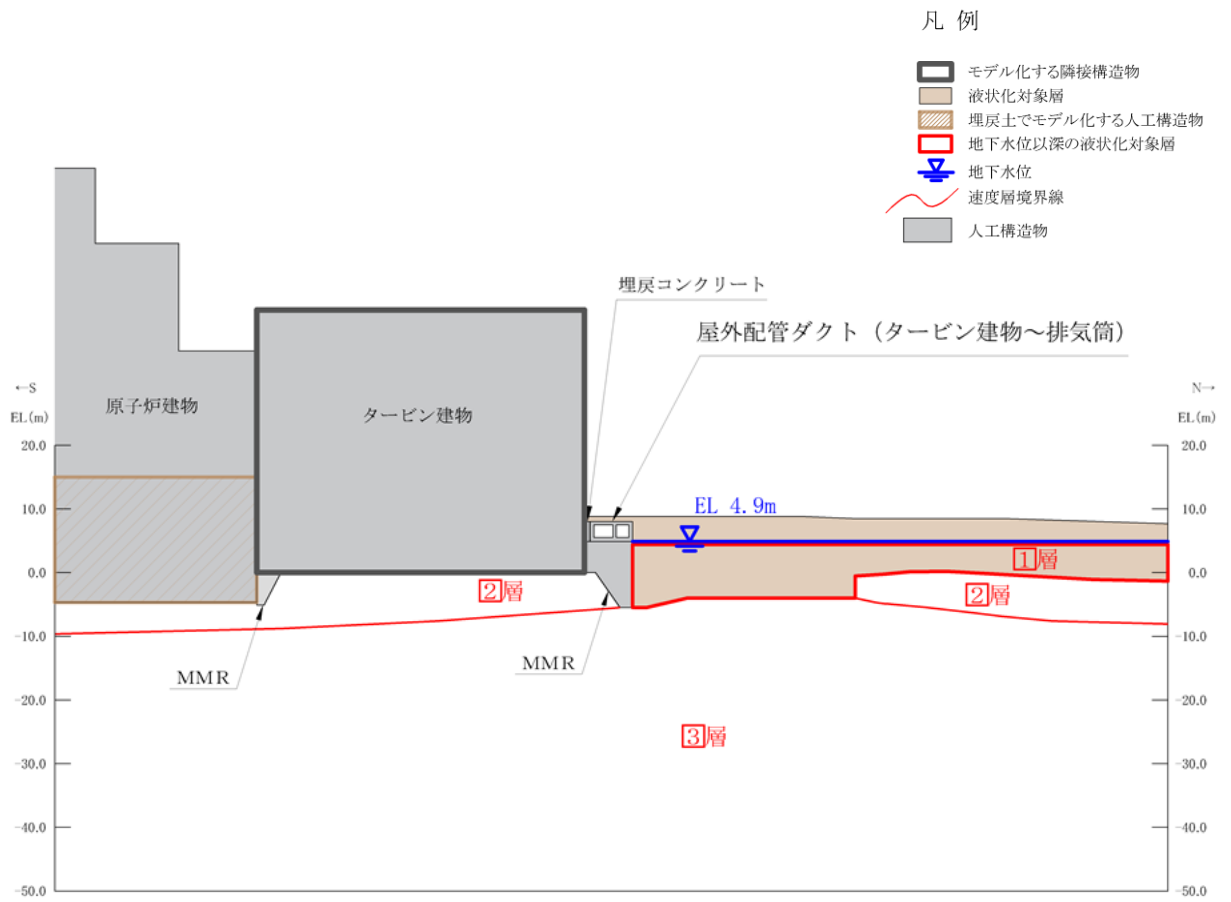 凡 例
モデル化する隣接構造物
液状化対象層
埋戻土でモデル化する人工構造物
地下水位以深の液状化対象層
地下水位
速度層境界線
人工構造物
埋戻コンクリート
屋外配管ダクト（タービン建物～排気筒）
←S
EL(m)
N→
EL(m)
原子炉建物
タービン建物
20.0
10.0
0.0
-10.0
-20.0
-30.0
-40.0
-50.0
EL 4.9m
1層
2層
2層
MMR
MMR
3層
20.0
10.0
0.0
-10.0
-20.0
-30.0
-40.0
-50.0